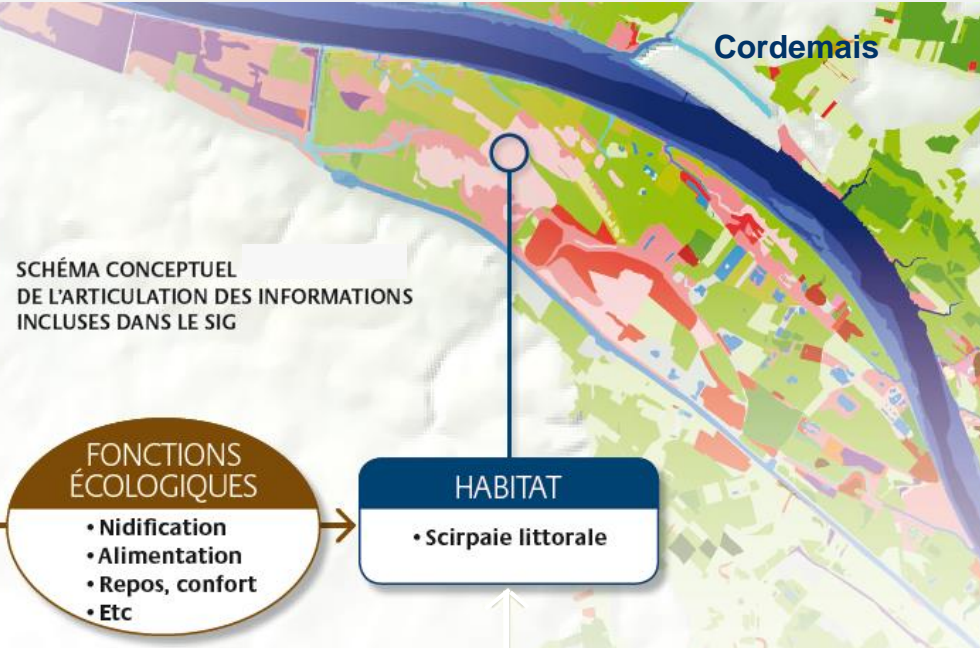 Cordemais
SCHÉMA CONCEPTUEL
DE L'ARTICULATION DES INFORMATIONS
INCLUSES DANS LE SIG
FONCTIONS
ÉCOLOGIQUES
• Nidification
• Alimentation
• Repos, confort
• Etc
HABITAT
• Scirpaie littorale